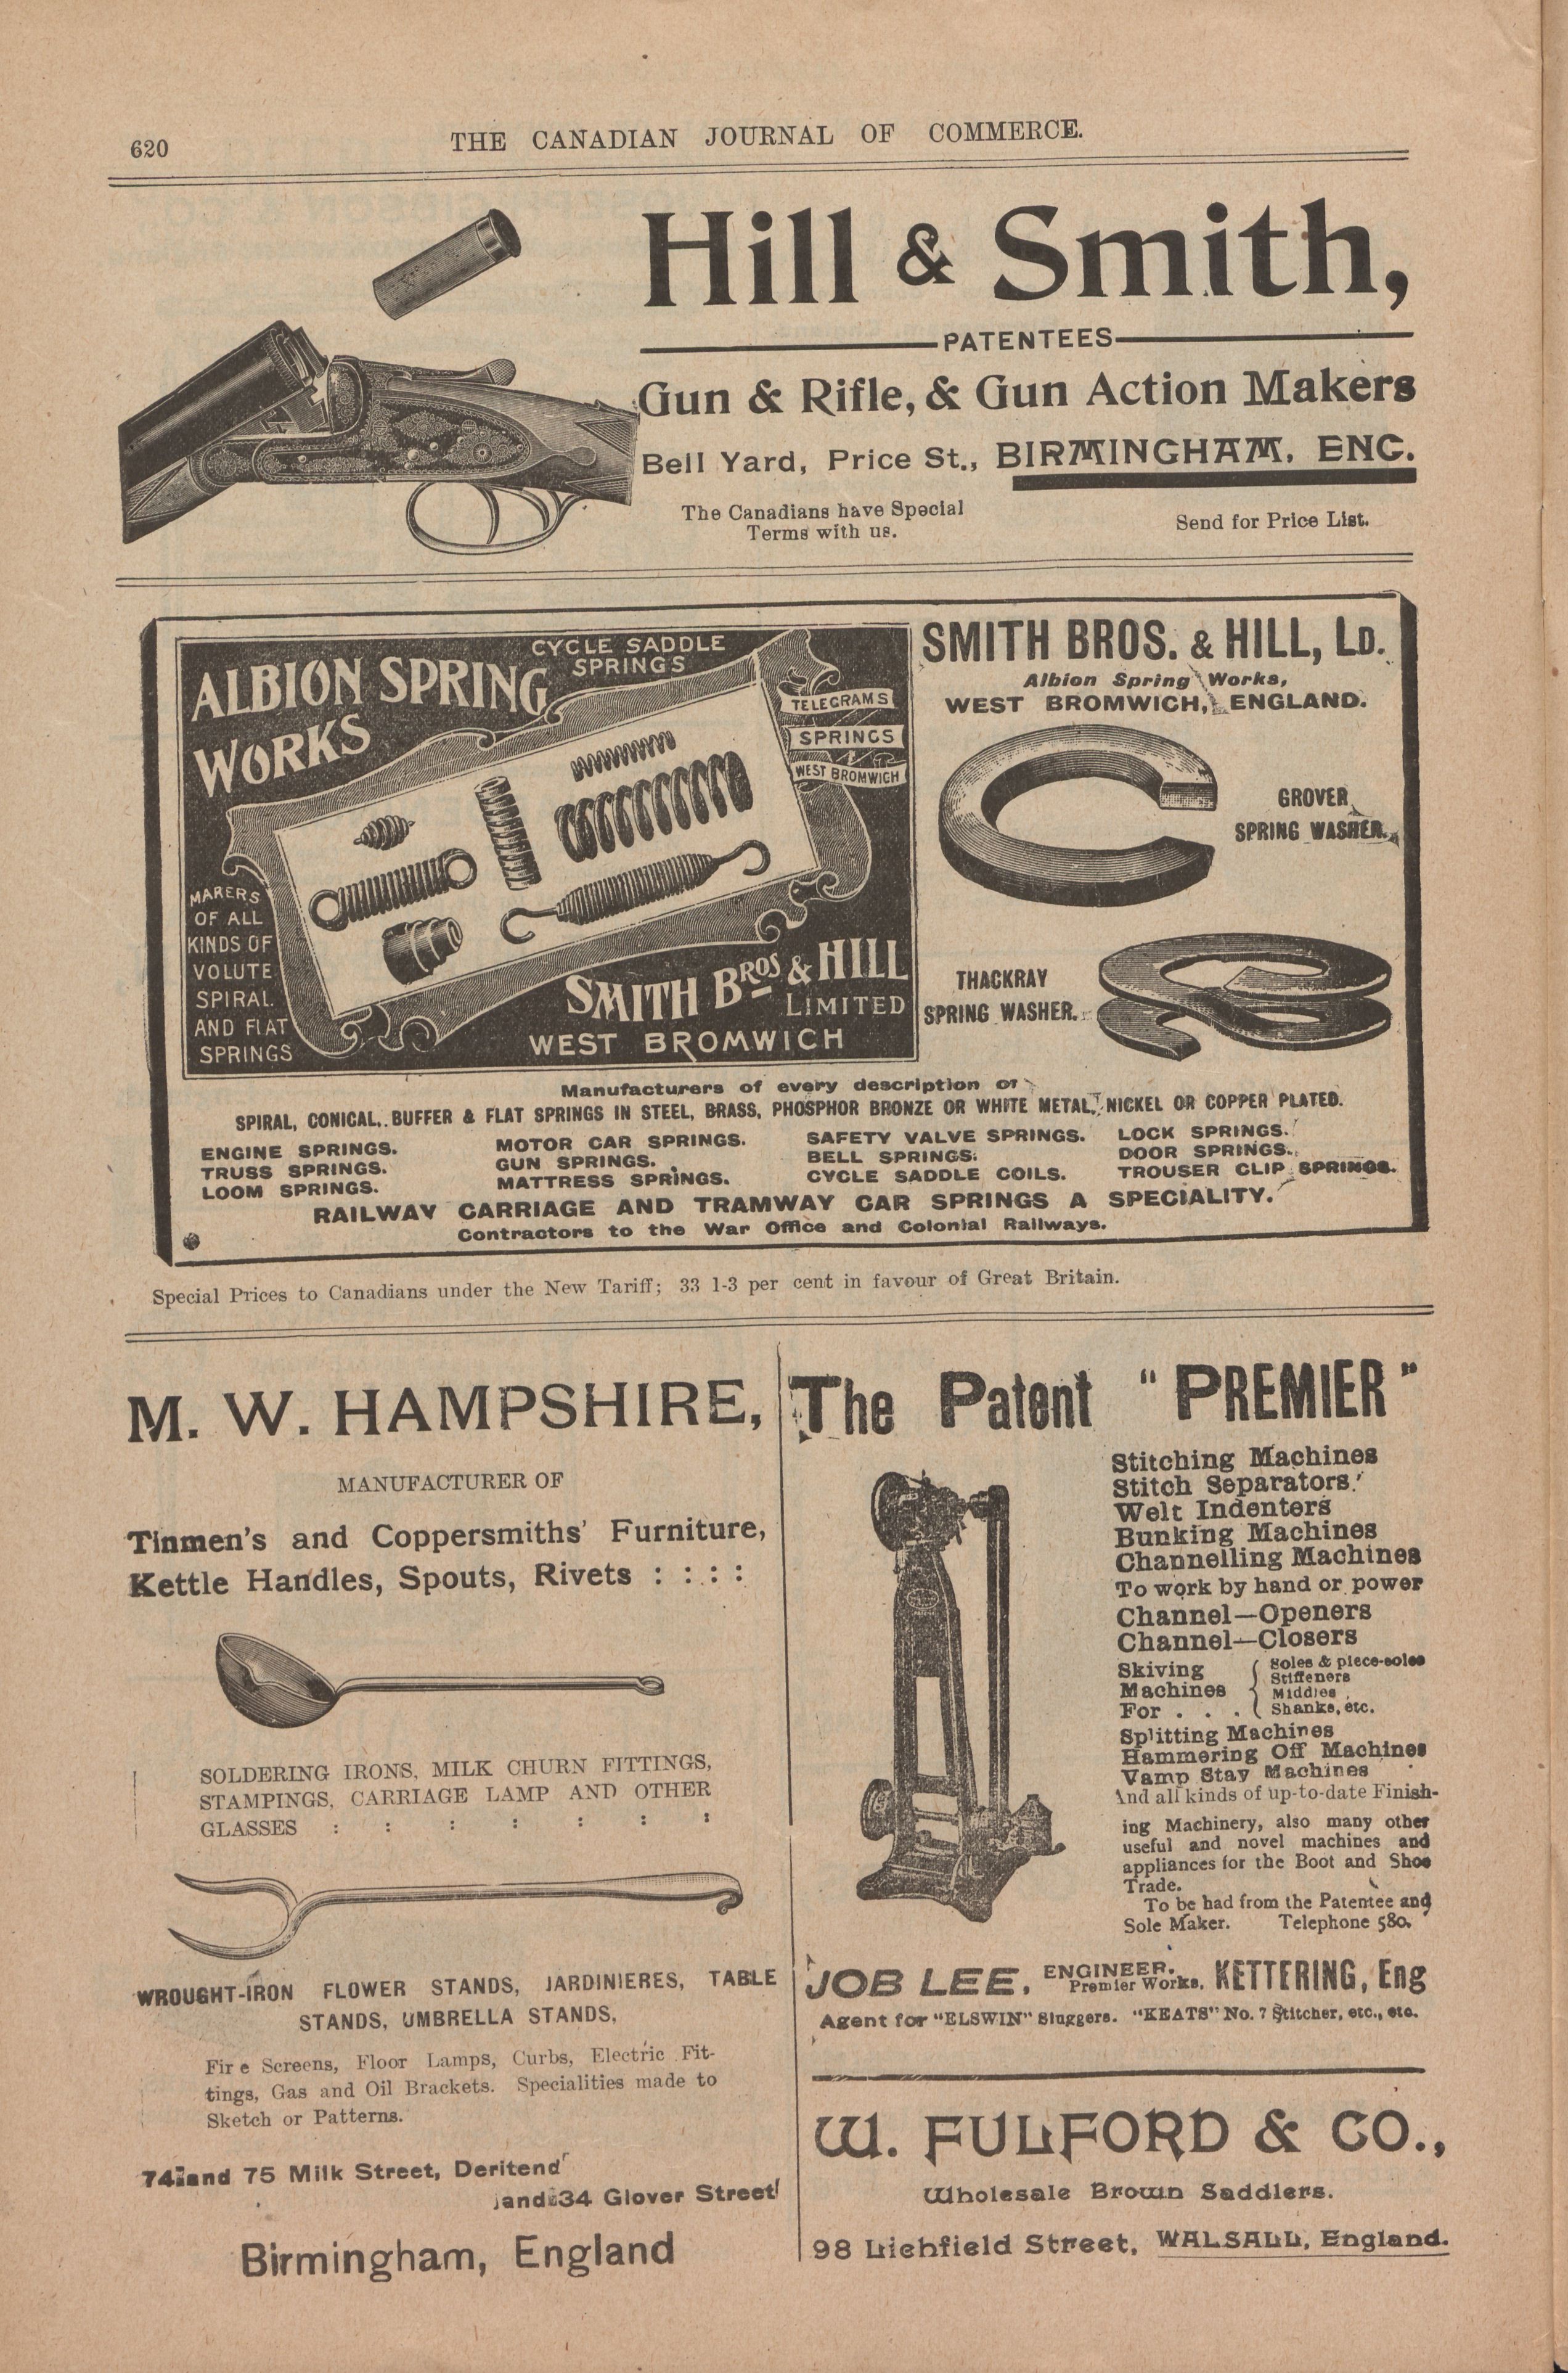 620
THE CANADIAN JOURNAL OF COMMERCE.
Hill & Smith,
PATENTEES
Gun & Rifle, & Gun Action Makers
Bell Yard, Price St., BIRMINGHAM, ENG.
The Canadians have Special
Terms with us.
Send for Price List.
ALBION SPRING
WORKS
CYCLE SADDLE
SPRINGS
TELEGRAMS
SPRINGS
WEST BROMWICH
MAKERS
OF ALL
KINDS OF
VOLUTE
SPIRAL
AND FLAT
SPRINGS
SMITH BROS & HILL
LIMITED
WEST BROMWICH
SMITH BROS. & HILL, LD.
Albion Spring Works,
WEST BROMWICH, ENGLAND.
GROVER
SPRING WASHER.
THACKRAY
SPRING WASHER.
Manufacturers of every description of
SPIRAL, CONICAL, BUFFER & FLAT SPRINGS IN STEEL, BRASS, PHOSPHOR BRONZE OR WHITE METAL, NICKEL OR COPPER PLATED.
ENGINE SPRINGS. MOTOR CAR SPRINGS. SAFETY VALVE SPRINGS. LOCK SPRINGS.
TRUSS SPRINGS. GUN SPRINGS. BELL SPRINGS. DOOR SPRINGS.
LOOM SPRINGS. MATTRESS SPRINGS. CYCLE SADDLE COILS. TROUSER CLIP SPRINGS.
RAILWAY CARRIAGE AND TRAMWAY CAR SPRINGS A SPECIALITY.
Contractors to the War Office and Colonial Railways.
Special Prices to Canadians under the New Tariff; 33 1-3 per cent in favour of Great Britain.
M. W. HAMPSHIRE,
MANUFACTURER OF
Tinmen's and Coppersmiths' Furniture,
Kettle Handles, Spouts, Rivets : : : :
SOLDERING IRONS, MILK CHURN FITTINGS,
STAMPINGS, CARRIAGE LAMP AND OTHER
GLASSES : : : : : : :
WROUGHT-IRON FLOWER STANDS, JARDINIERES, TABLE
STANDS, UMBRELLA STANDS,
Fir e Screens, Floor Lamps, Curbs, Electric Fit-
tings, Gas and Oil Brackets. Specialities made to
Sketch or Patterns.
74 and 75 Milk Street, Deritend
and 34 Glover Street
Birmingham, England
The Patent "PREMIER"
Stitching Machines
Stitch Separators
Welt Indenters
Bunking Machines
Channelling Machines
To work by hand or power
Channel—Openers
Channel—Closers
Skiving
Machines
For . . .
Soles & piece-soles
Stiffeners
Middles
Shanks, etc.
Splitting Machines
Hammering Off Machines
Vamp Stay Machines
And all kinds of up-to-date Finish-
ing Machinery, also many other
useful and novel machines and
appliances for the Boot and Shoe
Trade.
To be had from the Patentee and
Sole Maker. Telephone 580.
JOB LEE, ENGINEER, Premier Works, KETTERING, Eng
Agent for "ELSWIN" Sluggers. "KEATS" No. 7 Stitcher, etc., etc.
W. FULFORD & CO.,
Wholesale Brown Saddlers.
98 Lichfield Street, WALSALL, England.